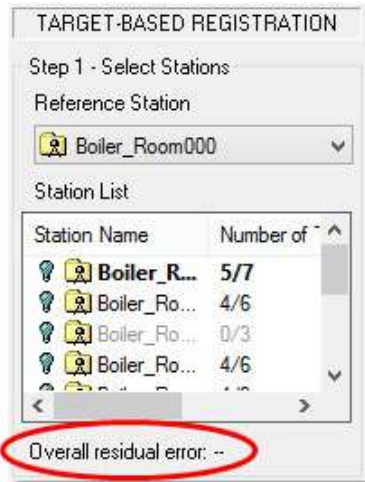 TARGET-BASED REGISTRATION
Step 1 - Select Stations
Reference Station
Boiler_Room000
Station List
Station Name Number of
Boiler_R... 5/7
Boiler_Ro... 4/6
Boiler_Ro... 0/3
Boiler_Ro... 4/6
Overall residual error: --